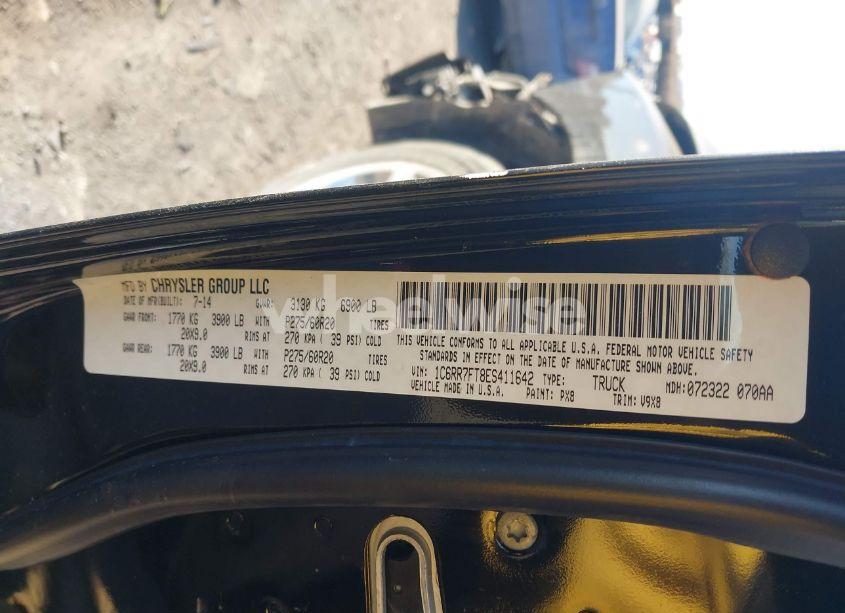 MFD BY CHRYSLER GROUP LLC
DATE OF MFR(BUILT): 7-14 GVWR: 3130 KG 6900 LB
GAWR FRONT: 1770 KG 3900 LB WITH P275/60R20 TIRES
20X9.0 RIMS AT 270 KPA ( 39 PSI) COLD
GAWR REAR: 1770 KG 3900 LB WITH P275/60R20 TIRES
20X9.0 RIMS AT 270 KPA ( 39 PSI) COLD
THIS VEHICLE CONFORMS TO ALL APPLICABLE U.S.A. FEDERAL MOTOR VEHICLE SAFETY
STANDARDS IN EFFECT ON THE DATE OF MANUFACTURE SHOWN ABOVE.
VIN: 1C6RR7FT8ES411642 TYPE: TRUCK MDH: 072322 070AA
VEHICLE MADE IN U.S.A. PAINT: PX8 TRIM: V9X8
wheelwise